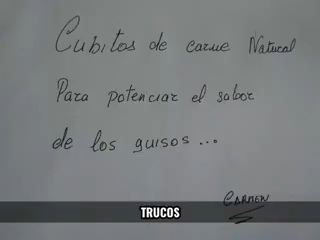 Cubitos de carne Natural
Para potenciar el sabor
de los guisos...
CARMEN
TRUCOS